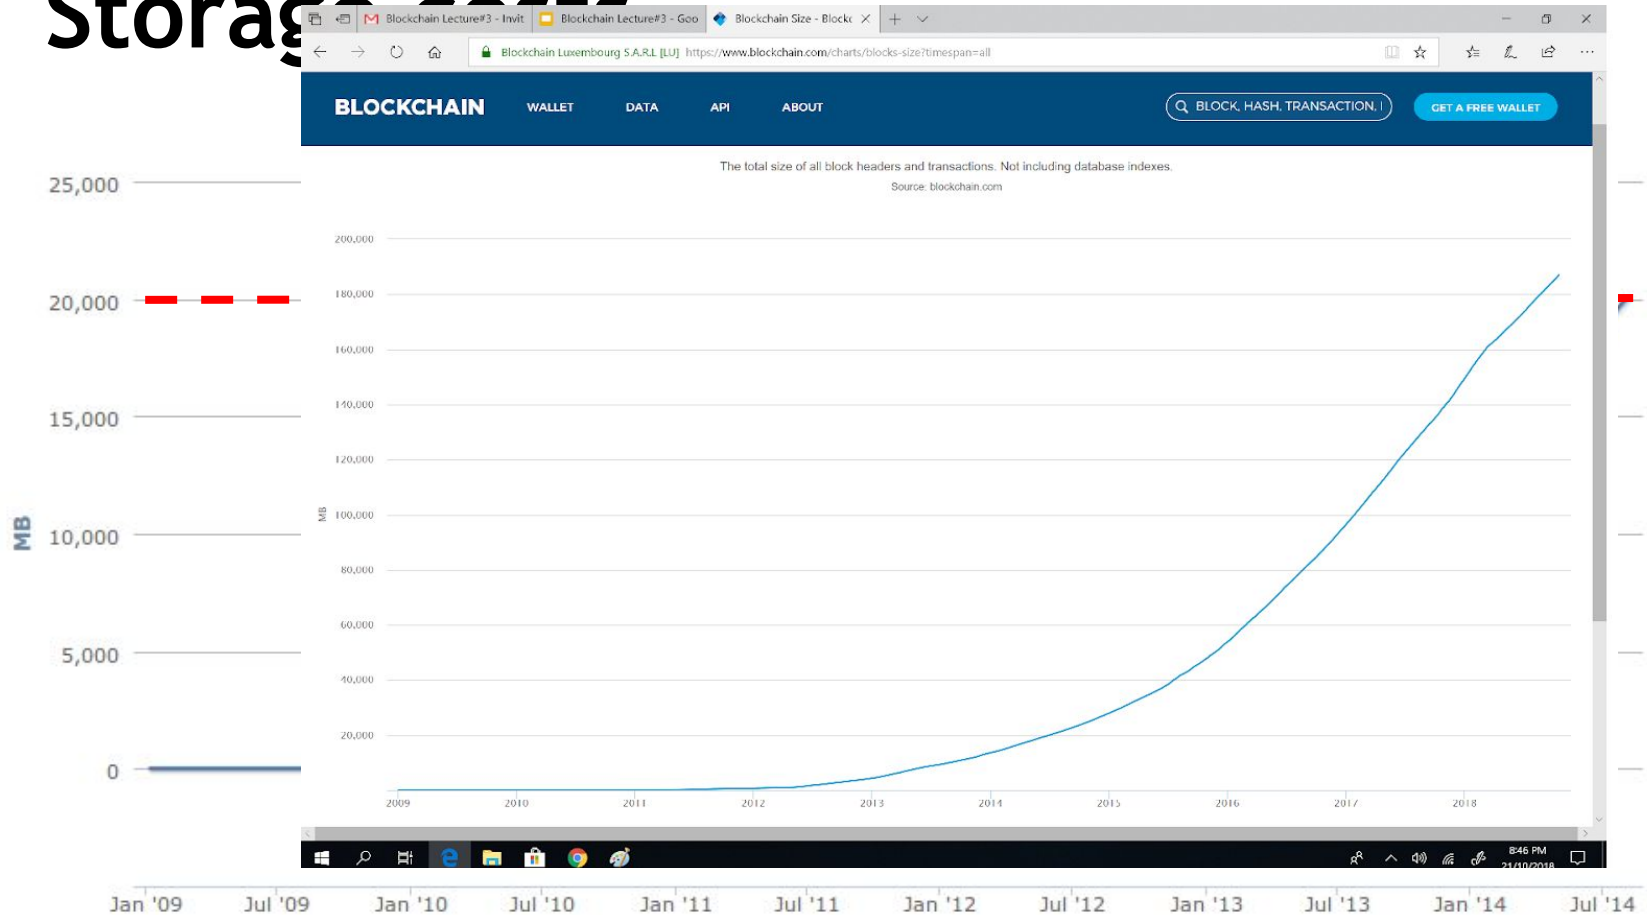 Storage costs
Blockchain Lecture#3 - Invit
Blockchain Lecture#3 - Goo
Blockchain Size - Blockc
Blockchain Luxembourg S.A.R.L [LU] https://www.blockchain.com/charts/blocks-size?timespan=all
BLOCKCHAIN WALLET DATA API ABOUT
BLOCK, HASH, TRANSACTION, I
GET A FREE WALLET
The total size of all block headers and transactions. Not including database indexes.
Source: blockchain.com
200,000
180,000
160,000
140,000
120,000
100,000
80,000
60,000
40,000
20,000
MB
2009 2010 2011 2012 2013 2014 2015 2016 2017 2018
8:46 PM
21/10/2018
25,000
20,000
15,000
10,000
5,000
0
MB
Jan '09 Jul '09 Jan '10 Jul '10 Jan '11 Jul '11 Jan '12 Jul '12 Jan '13 Jul '13 Jan '14 Jul '14